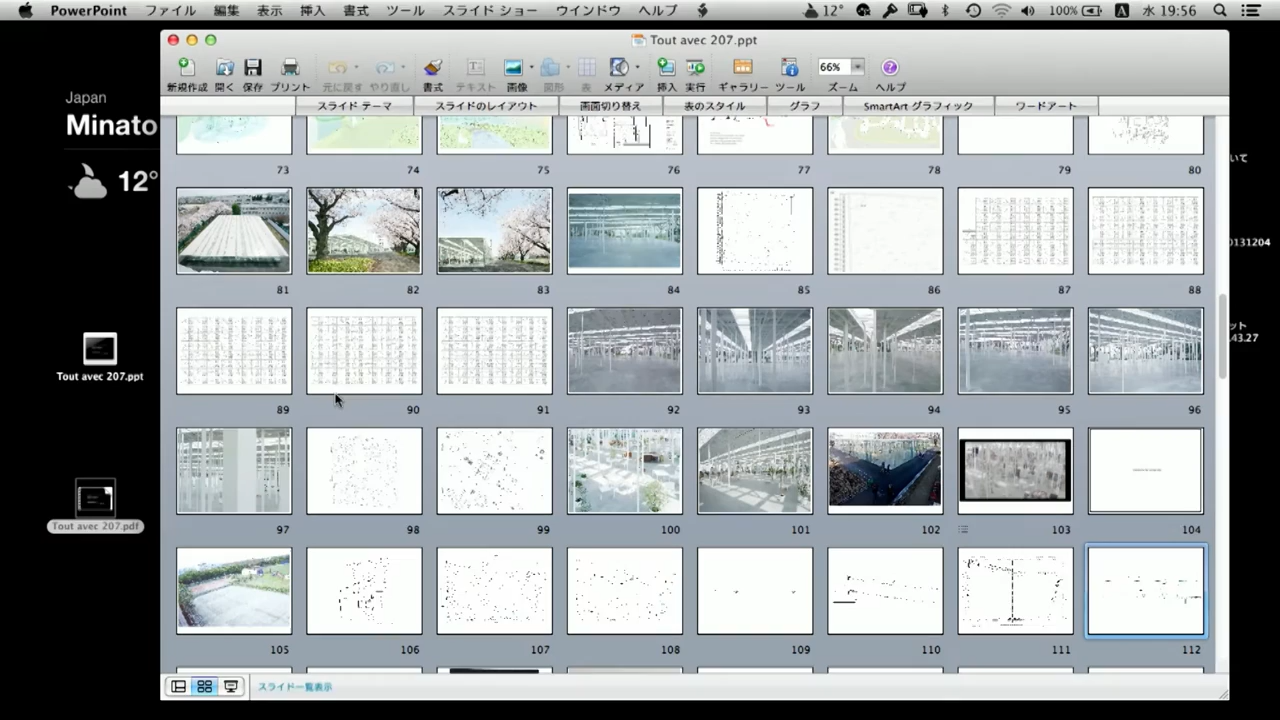 PowerPoint ファイル 編集 表示 挿入 書式 ツール スライド ショー ウインドウ ヘルプ 12° 100% A 水 19:56
Tout avec 207.ppt
新規作成 開く 保存 プリント 元に戻す やり直し 書式 テキスト 画像 図形 表 メディア 挿入 実行 ギャラリー ツール 66% ズーム ヘルプ
スライド テーマ スライドのレイアウト 画面切り替え 表のスタイル グラフ SmartArt グラフィック ワードアート
Japan
Minato
12°
Tout avec 207.ppt
Tout avec 207.pdf
73 74 75 76 77 78 79 80
81 82 83 84 85 86 87 88
89 90 91 92 93 94 95 96
97 98 99 100 101 102 103 104
105 106 107 108 109 110 111 112
いて
0131204
ット
43.27
スライド一覧表示